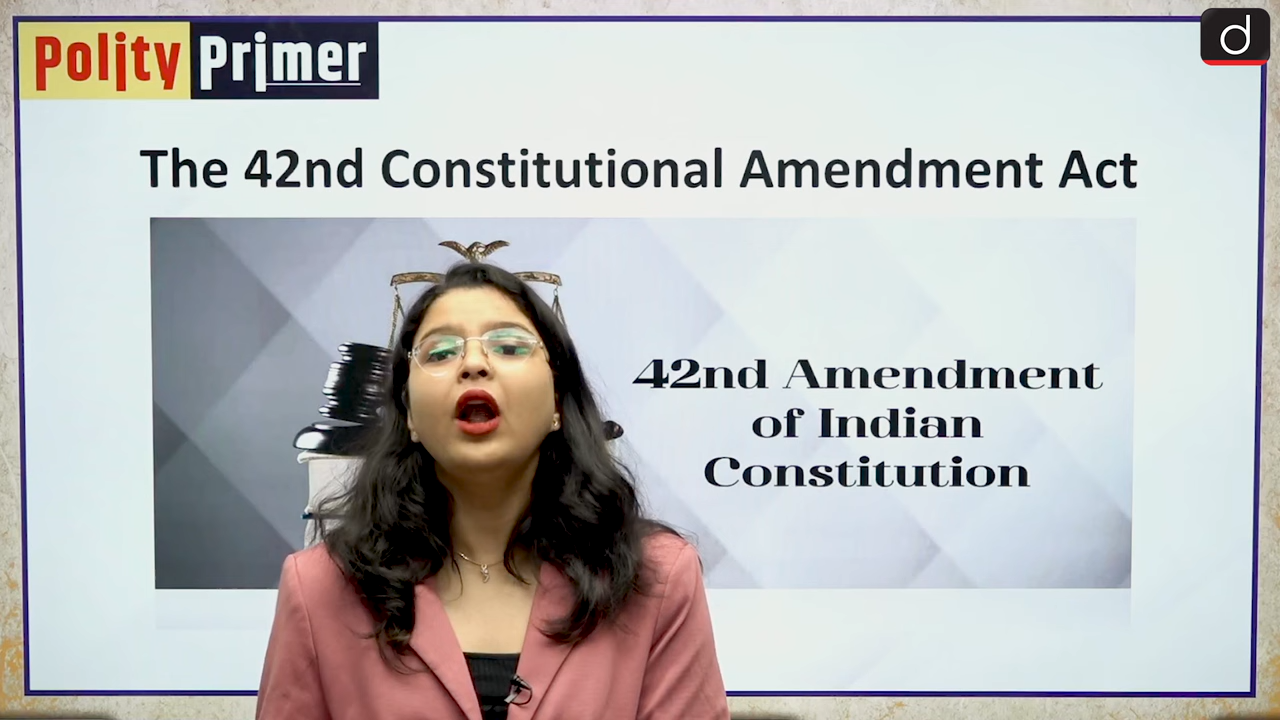 Polity Primer
d
The 42nd Constitutional Amendment Act
42nd Amendment
of Indian
Constitution